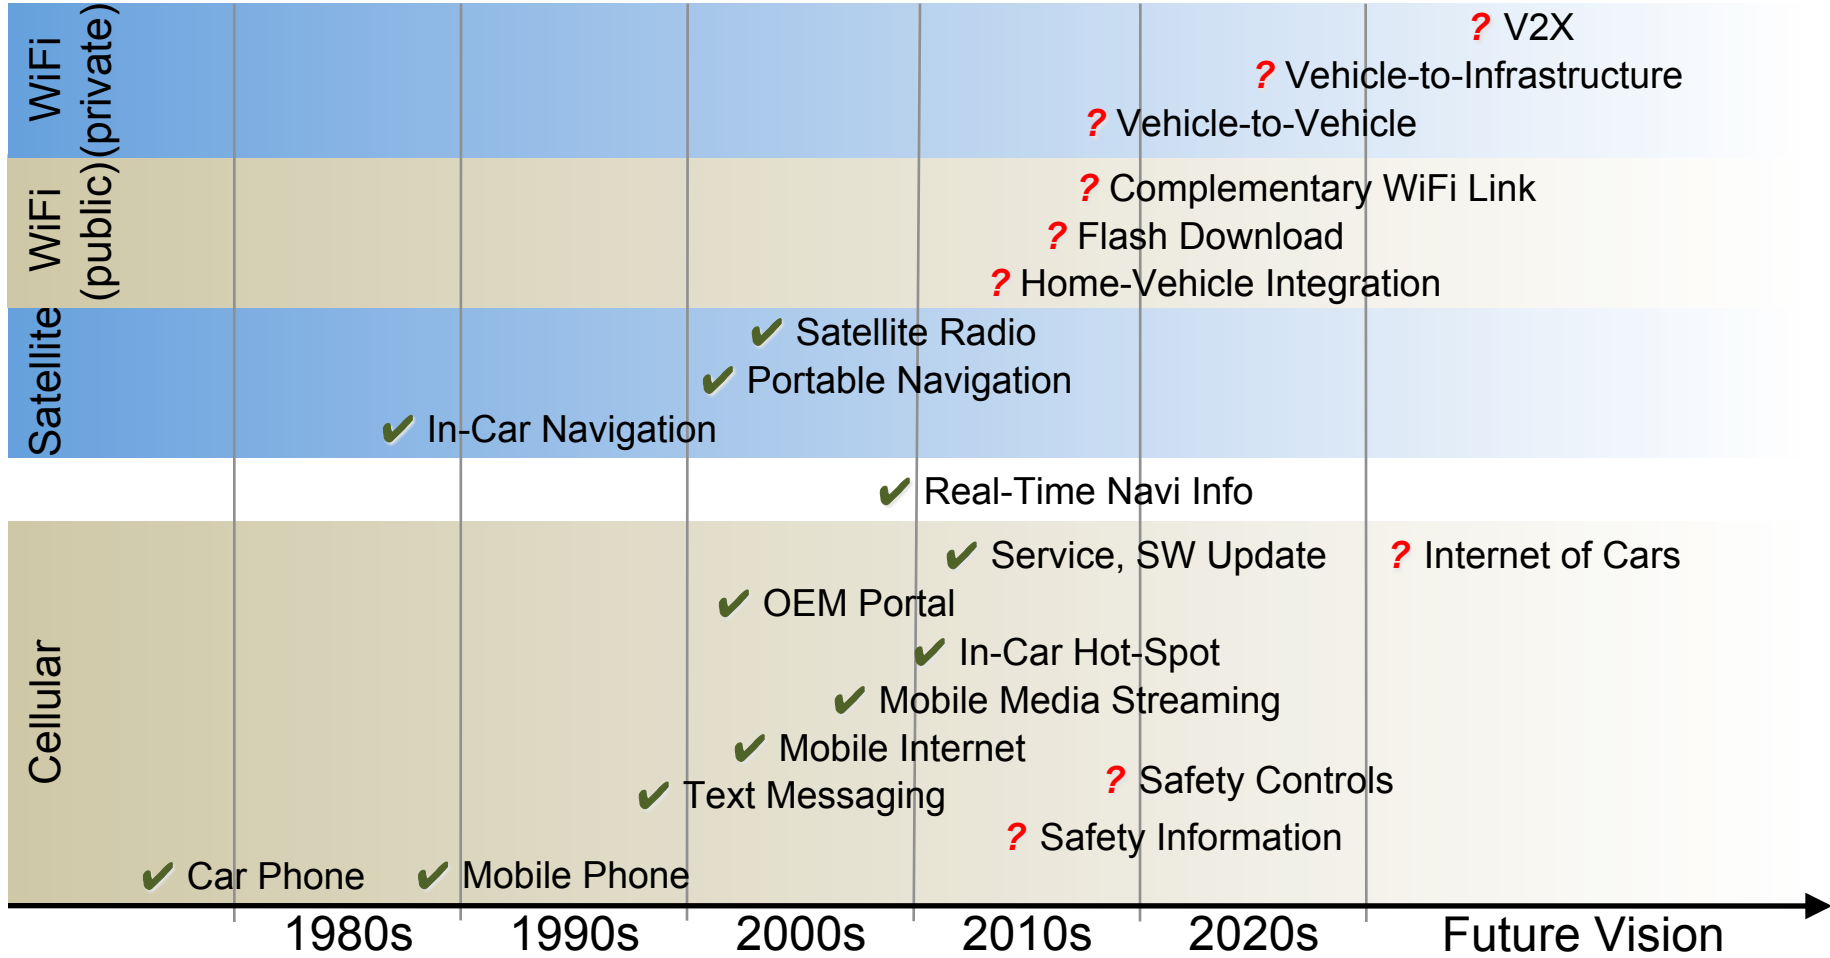 WiFi
(private)
? V2X
? Vehicle-to-Infrastructure
? Vehicle-to-Vehicle
WiFi
(public)
? Complementary WiFi Link
? Flash Download
? Home-Vehicle Integration
Satellite
✔ Satellite Radio
✔ Portable Navigation
✔ In-Car Navigation
✔ Real-Time Navi Info
Cellular
✔ Service, SW Update
? Internet of Cars
✔ OEM Portal
✔ In-Car Hot-Spot
✔ Mobile Media Streaming
✔ Mobile Internet
? Safety Controls
✔ Text Messaging
? Safety Information
✔ Car Phone
✔ Mobile Phone
1980s
1990s
2000s
2010s
2020s
Future Vision